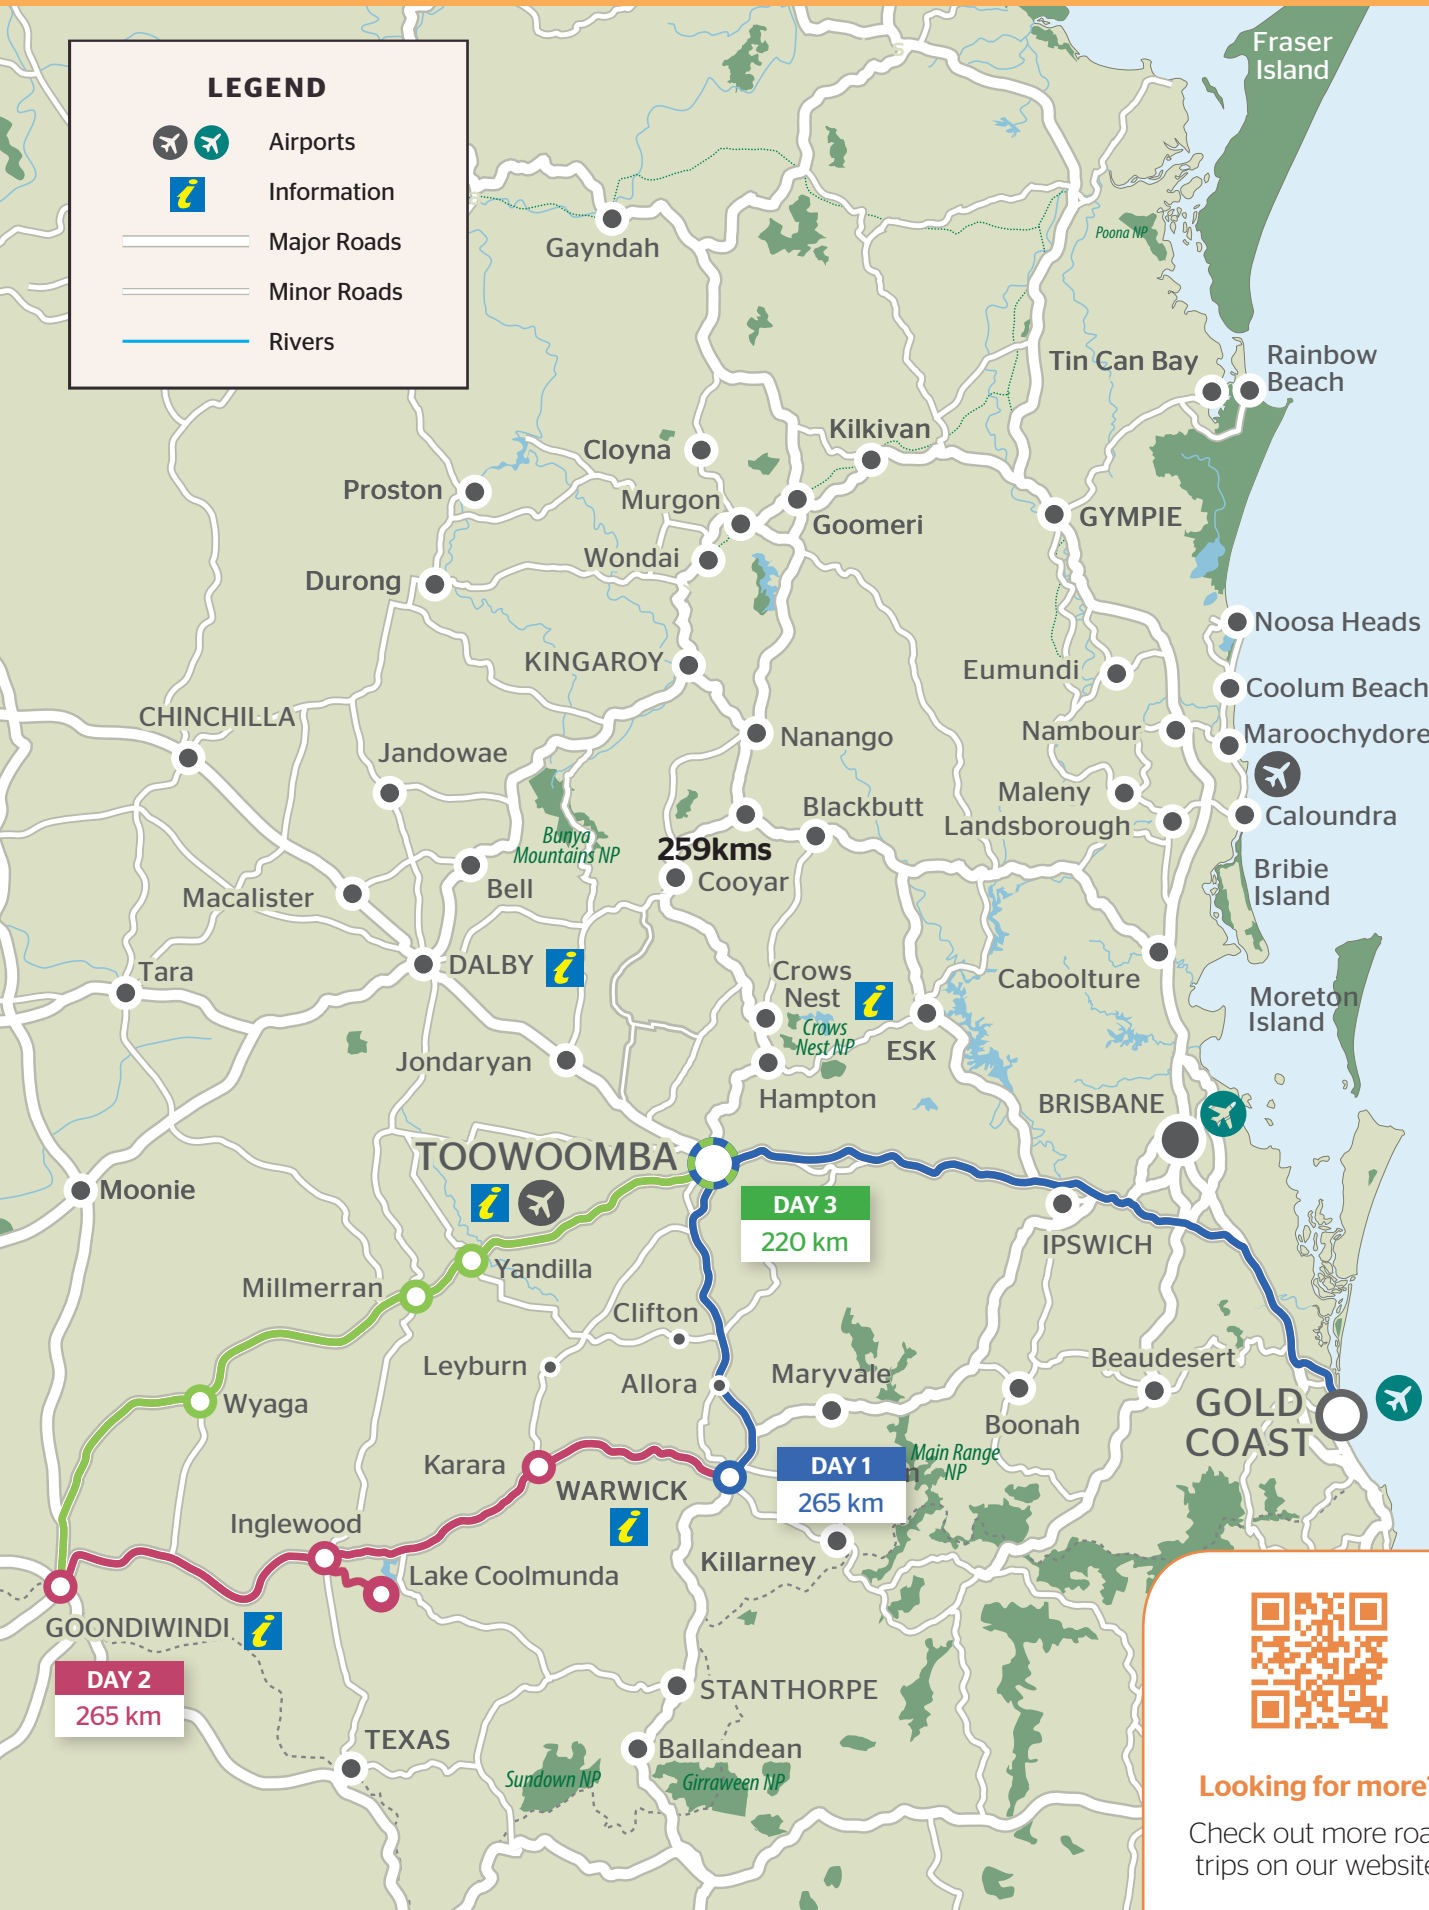 LEGEND
Airports
Information
Major Roads
Minor Roads
Rivers
Fraser
Island
Gayndah
Poona NP
Tin Can Bay
Rainbow
Beach
Kilkivan
Cloyna
Proston
Murgon
Goomeri
GYMPIE
Wondai
Durong
Noosa Heads
KINGAROY
Eumundi
Coolum Beach
CHINCHILLA
Nambour
Maroochydore
Nanango
Jandowae
Maleny
Blackbutt
Landsborough
Caloundra
Bunya
Mountains NP
259kms
Cooyar
Bell
Macalister
Bribie
Island
DALBY
Tara
Crows
Nest
Caboolture
Moreton
Island
Crows
Nest NP
ESK
Jondaryan
Hampton
BRISBANE
TOOWOOMBA
Moonie
DAY 3
220 km
IPSWICH
Yandilla
Millmerran
Clifton
Leyburn
Allora
Maryvale
Beaudesert
Wyaga
Boonah
GOLD
COAST
Karara
WARWICK
DAY 1
265 km
Main Range
NP
Inglewood
Killarney
Lake Coolmunda
GOONDIWINDI
DAY 2
265 km
STANTHORPE
TEXAS
Ballandean
Sundown NP
Girraween NP
Looking for more?
Check out more roa
trips on our website